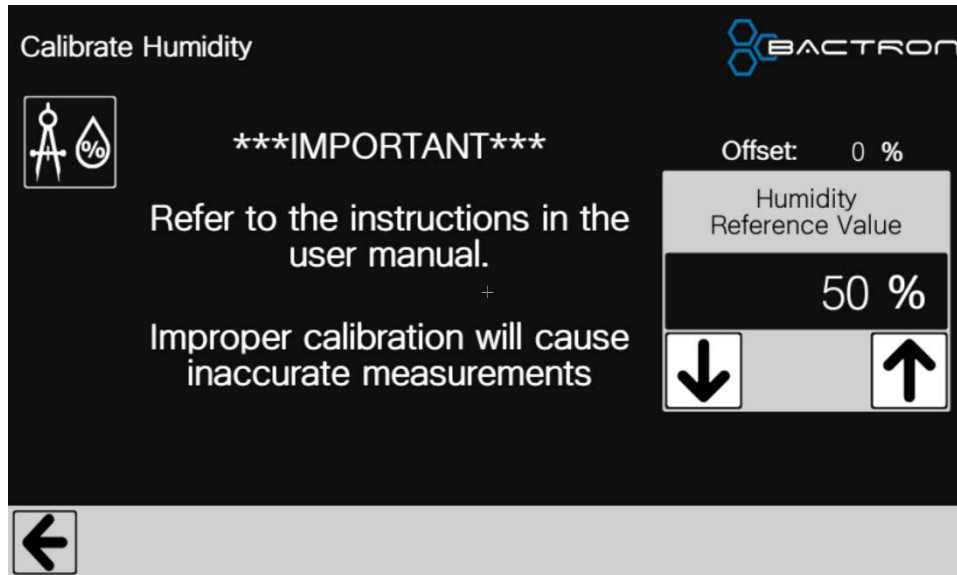 Calibrate Humidity
BACTRON
%
***IMPORTANT***
Refer to the instructions in the
user manual.
Improper calibration will cause
inaccurate measurements
Offset: 0 %
Humidity
Reference Value
50 %